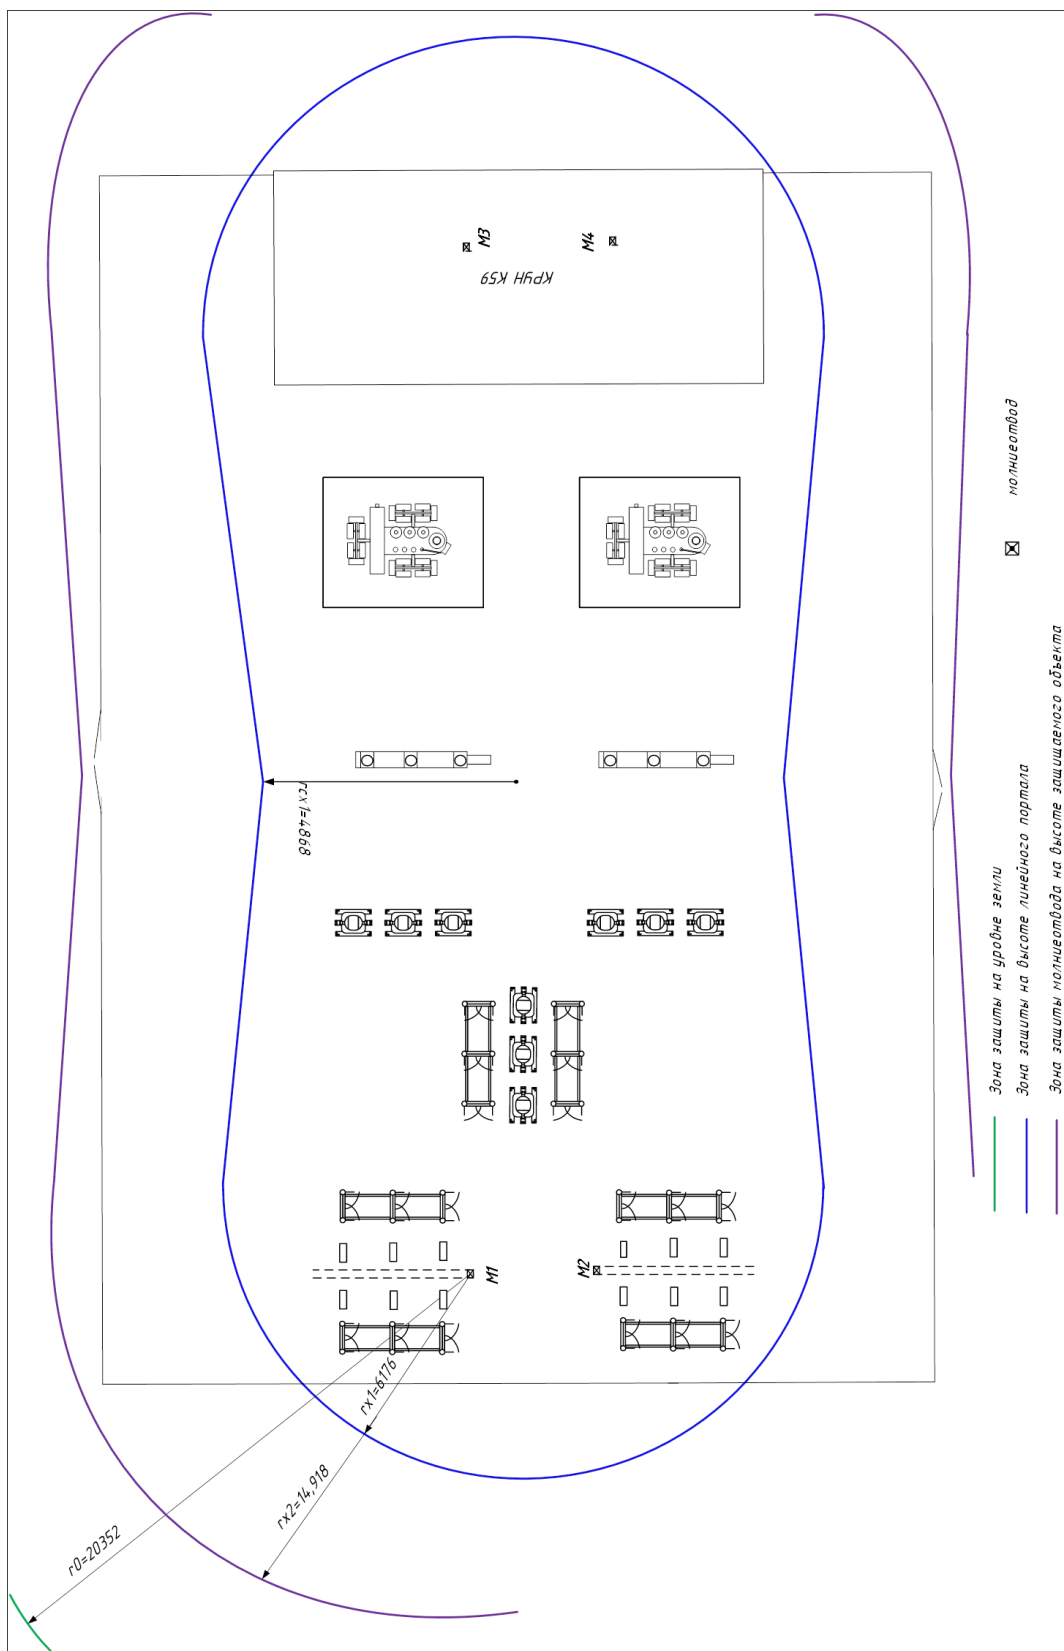 М3
М4
КРУН К59
молниеотвод
rcx1=4868
Зона защиты на уровне земли
Зона защиты на высоте линейного портала
Зона защиты молниеотвода на высоте защищаемого объекта
М1
М2
rx1=6176
rx2=14,918
r0=20352